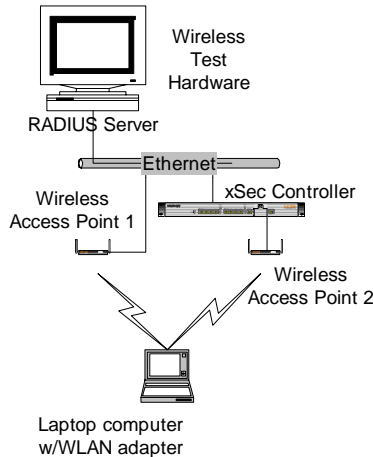 Wireless
Test
Hardware
RADIUS Server
Ethernet
xSec Controller
Wireless
Access Point 1
Wireless
Access Point 2
Laptop computer
w/WLAN adapter